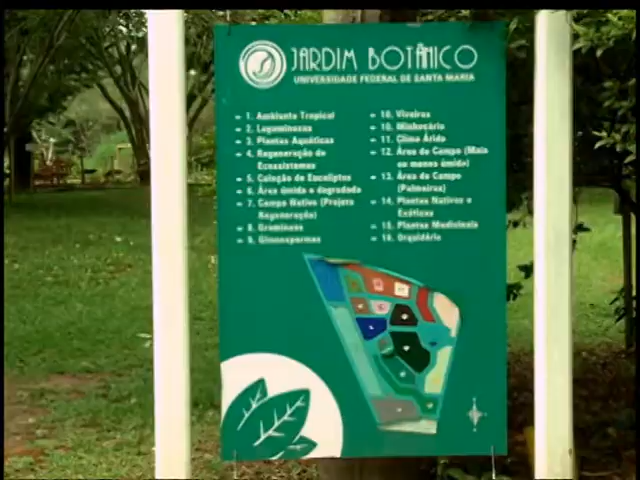 JARDIM BOTÂNICO
UNIVERSIDADE FEDERAL DE SANTA MARIA
1. Ambiente Tropical
2. Leguminosas
3. Plantas Aquáticas
4. Regeneração de
Ecossistemas
5. Coleção de Eucaliptos
6. Área úmida e degradada
7. Campo Nativo (Projeto
Regeneração)
8. Gramíneas
9. Gimnospermas
10. Viveiros
10. Minhocário
11. Clima Árido
12. Área de Campo (Mais
ou menos úmida)
13. Área de Campo
(Palmeiras)
14. Plantas Nativas e
Exóticas
15. Plantas Medicinais
16. Orquidário